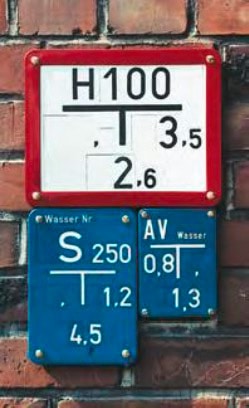 H100
, 3,5
2,6
Wasser Nr
S 250
, 1,2
4,5
AV Wasser
0,8 ,
1,3